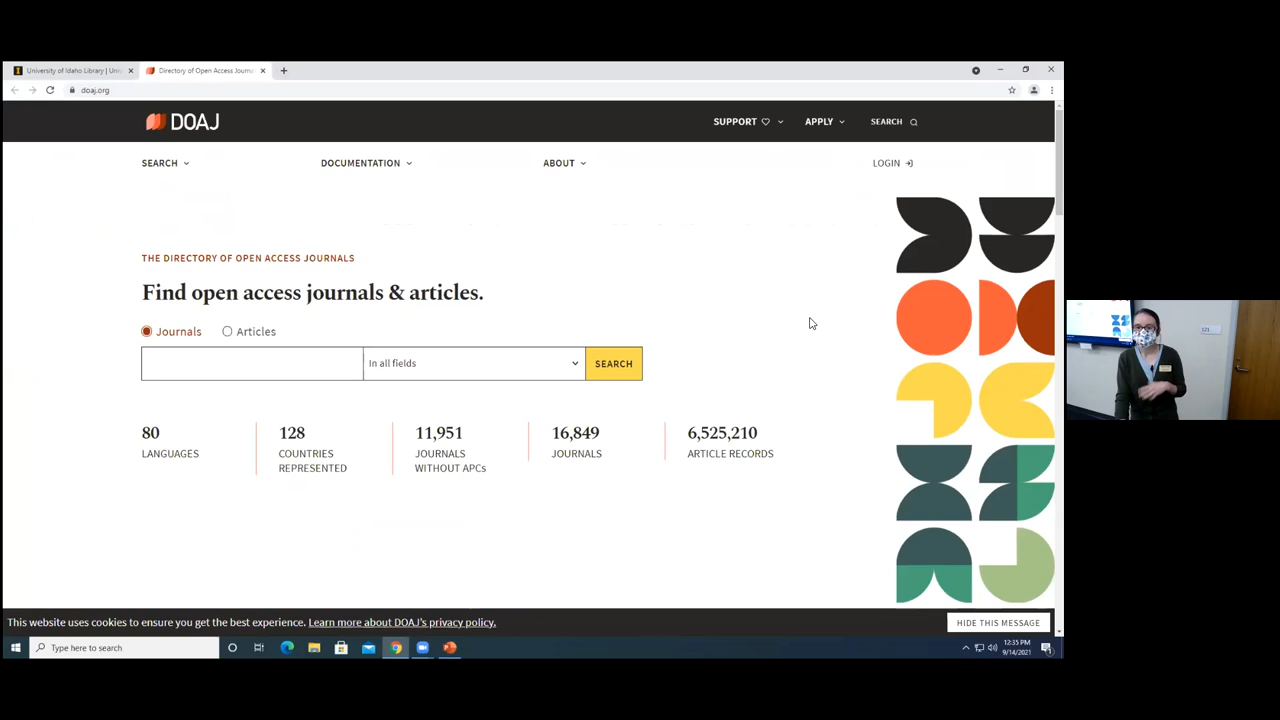 University of Idaho Library | Univ
Directory of Open Access Journa
doaj.org
DOAJ
SUPPORT
APPLY
SEARCH
SEARCH
DOCUMENTATION
ABOUT
LOGIN
THE DIRECTORY OF OPEN ACCESS JOURNALS
Find open access journals & articles.
Journals
Articles
In all fields
SEARCH
80
LANGUAGES
128
COUNTRIES
REPRESENTED
11,951
JOURNALS
WITHOUT APCs
16,849
JOURNALS
6,525,210
ARTICLE RECORDS
This website uses cookies to ensure you get the best experience. Learn more about DOAJ's privacy policy.
HIDE THIS MESSAGE
Type here to search
12:35 PM
9/14/2021
121